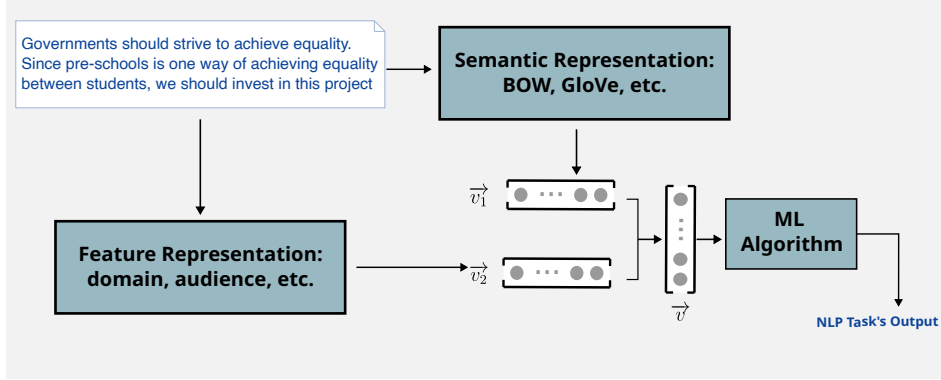 Governments should strive to achieve equality.
Since pre-schools is one way of achieving equality
between students, we should invest in this project
Semantic Representation:
BOW, GloVe, etc.
Feature Representation:
domain, audience, etc.
v₁
v₂
v
ML
Algorithm
NLP Task's Output